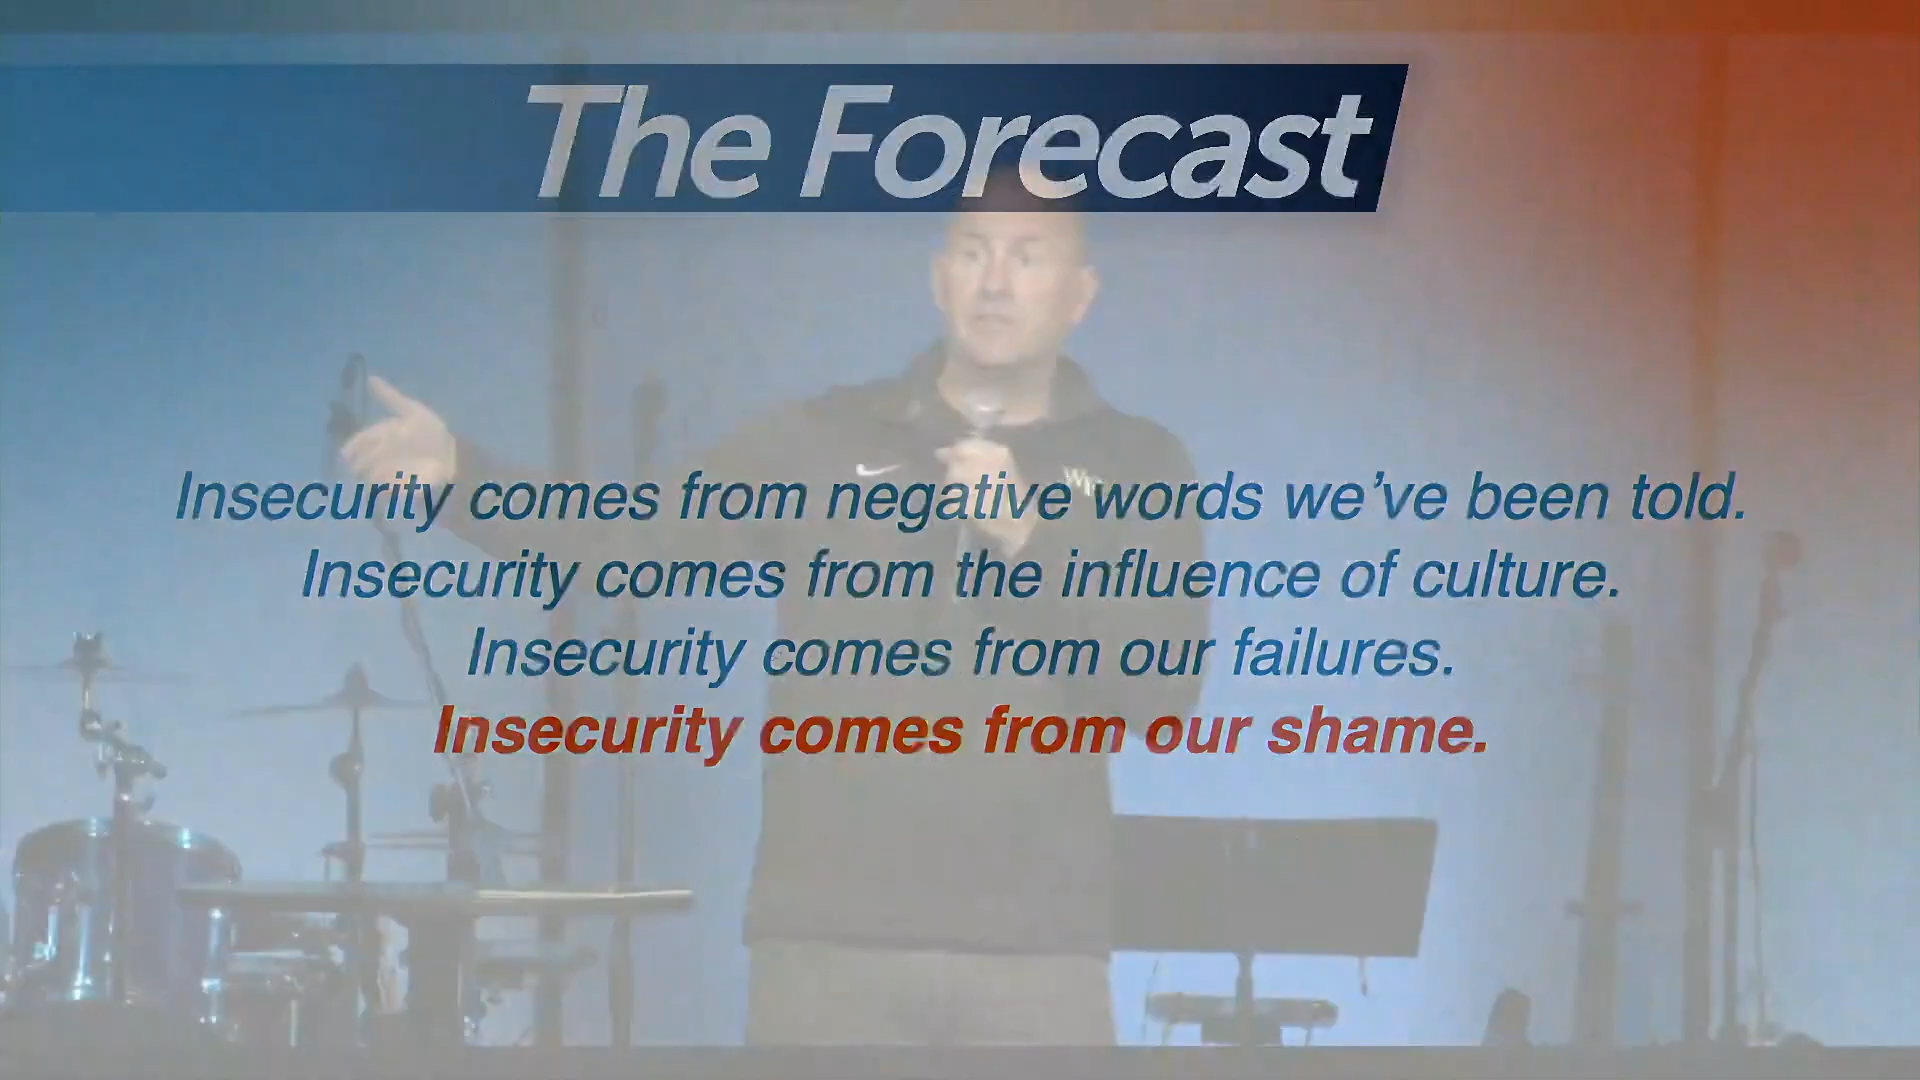 The Forecast
Insecurity comes from negative words we've been told.
Insecurity comes from the influence of culture.
Insecurity comes from our failures.
Insecurity comes from our shame.